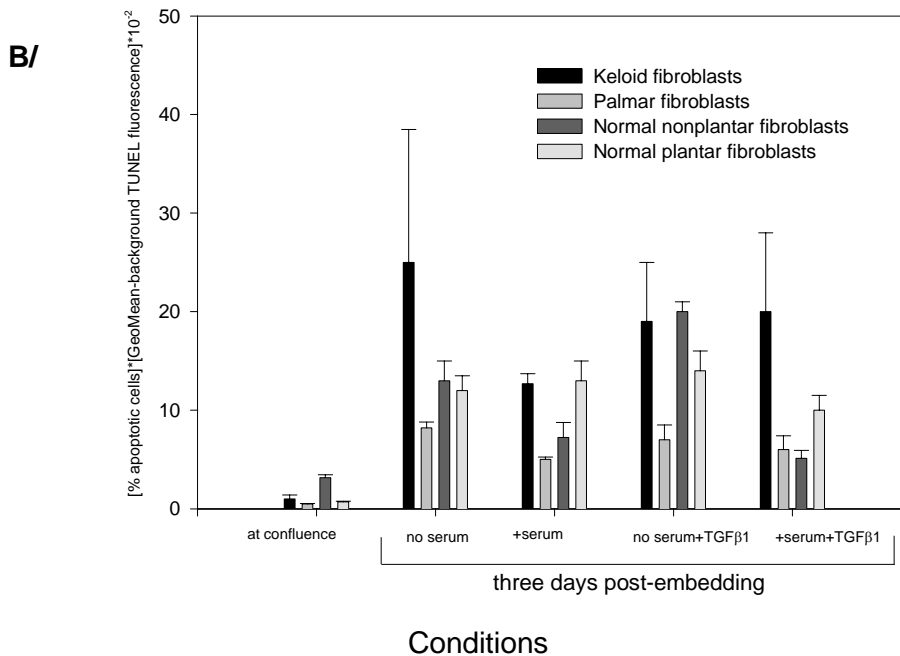 B/
[% apoptotic cells]*[GeoMean-background TUNEL fluorescence]*10-2
50
40
30
20
10
0
Keloid fibroblasts
Palmar fibroblasts
Normal nonplantar fibroblasts
Normal plantar fibroblasts
at confluence
no serum
+serum
no serum+TGFβ1
+serum+TGFβ1
three days post-embedding
Conditions